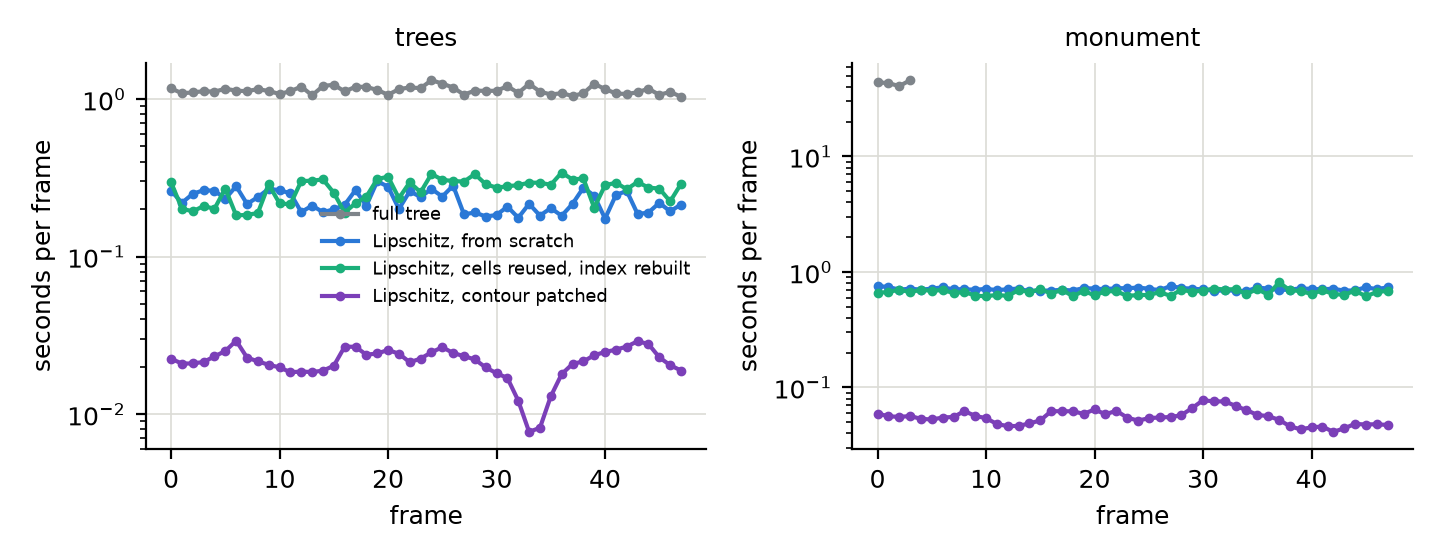 trees
seconds per frame
10⁰
10⁻¹
10⁻²
full tree
Lipschitz, from scratch
Lipschitz, cells reused, index rebuilt
Lipschitz, contour patched
0 10 20 30 40
frame
monument
seconds per frame
10¹
10⁰
10⁻¹
0 10 20 30 40
frame